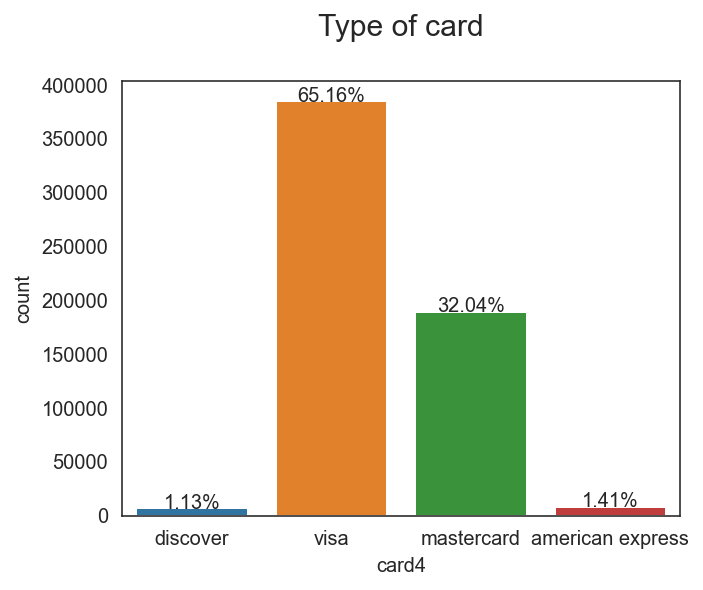 Type of card
400000
350000
300000
250000
200000
150000
100000
50000
0
count
65.16%
32.04%
1.13%
1.41%
discover
visa
mastercard
american express
card4